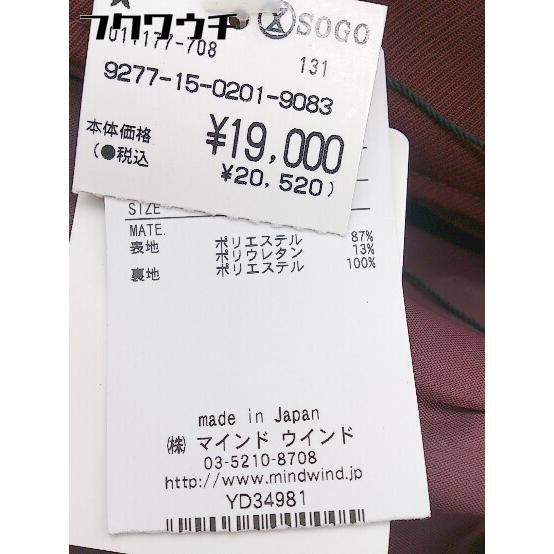 フクワウチ
SOGO
011177-708
131
9277-15-0201-9083
本体価格 ¥19,000
(●税込 ¥20,520)
SIZE
MATE.
表地 ポリエステル 87%
ポリウレタン 13%
裏地 ポリエステル 100%
made in Japan
㈱ マインド ウインド
03-5210-8708
http://www.mindwind.jp
YD34981